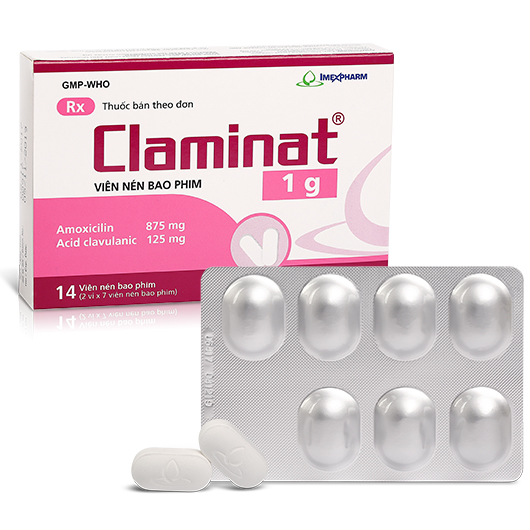 IMEXPHARM
GMP-WHO
Rx Thuốc bán theo đơn
Claminat®
1 g
VIÊN NÉN BAO PHIM
Amoxicilin 875 mg
Acid clavulanic 125 mg
14 Viên nén bao phim
(2 vỉ x 7 viên nén bao phim)